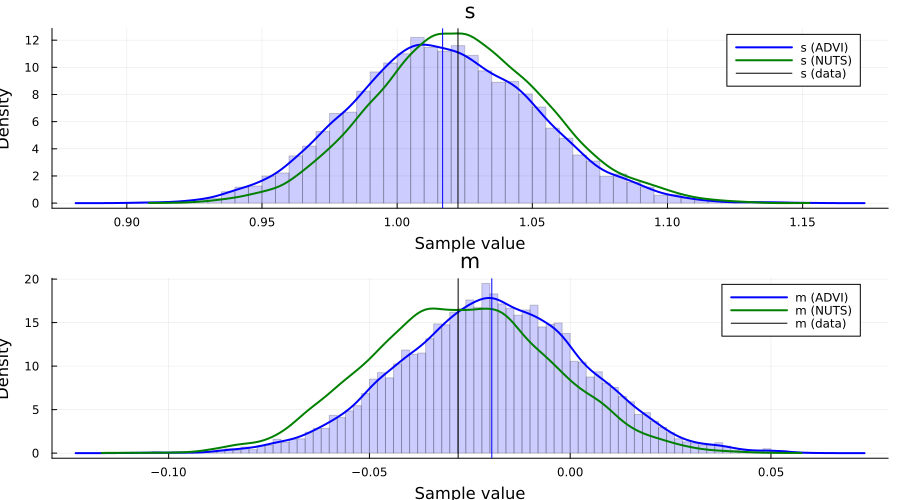 s
12
10
8
6
4
2
0
Density
s (ADVI)
s (NUTS)
s (data)
0.90
0.95
1.00
1.05
1.10
1.15
Sample value
m
20
15
10
5
0
Density
m (ADVI)
m (NUTS)
m (data)
−0.10
−0.05
0.00
0.05
Sample value